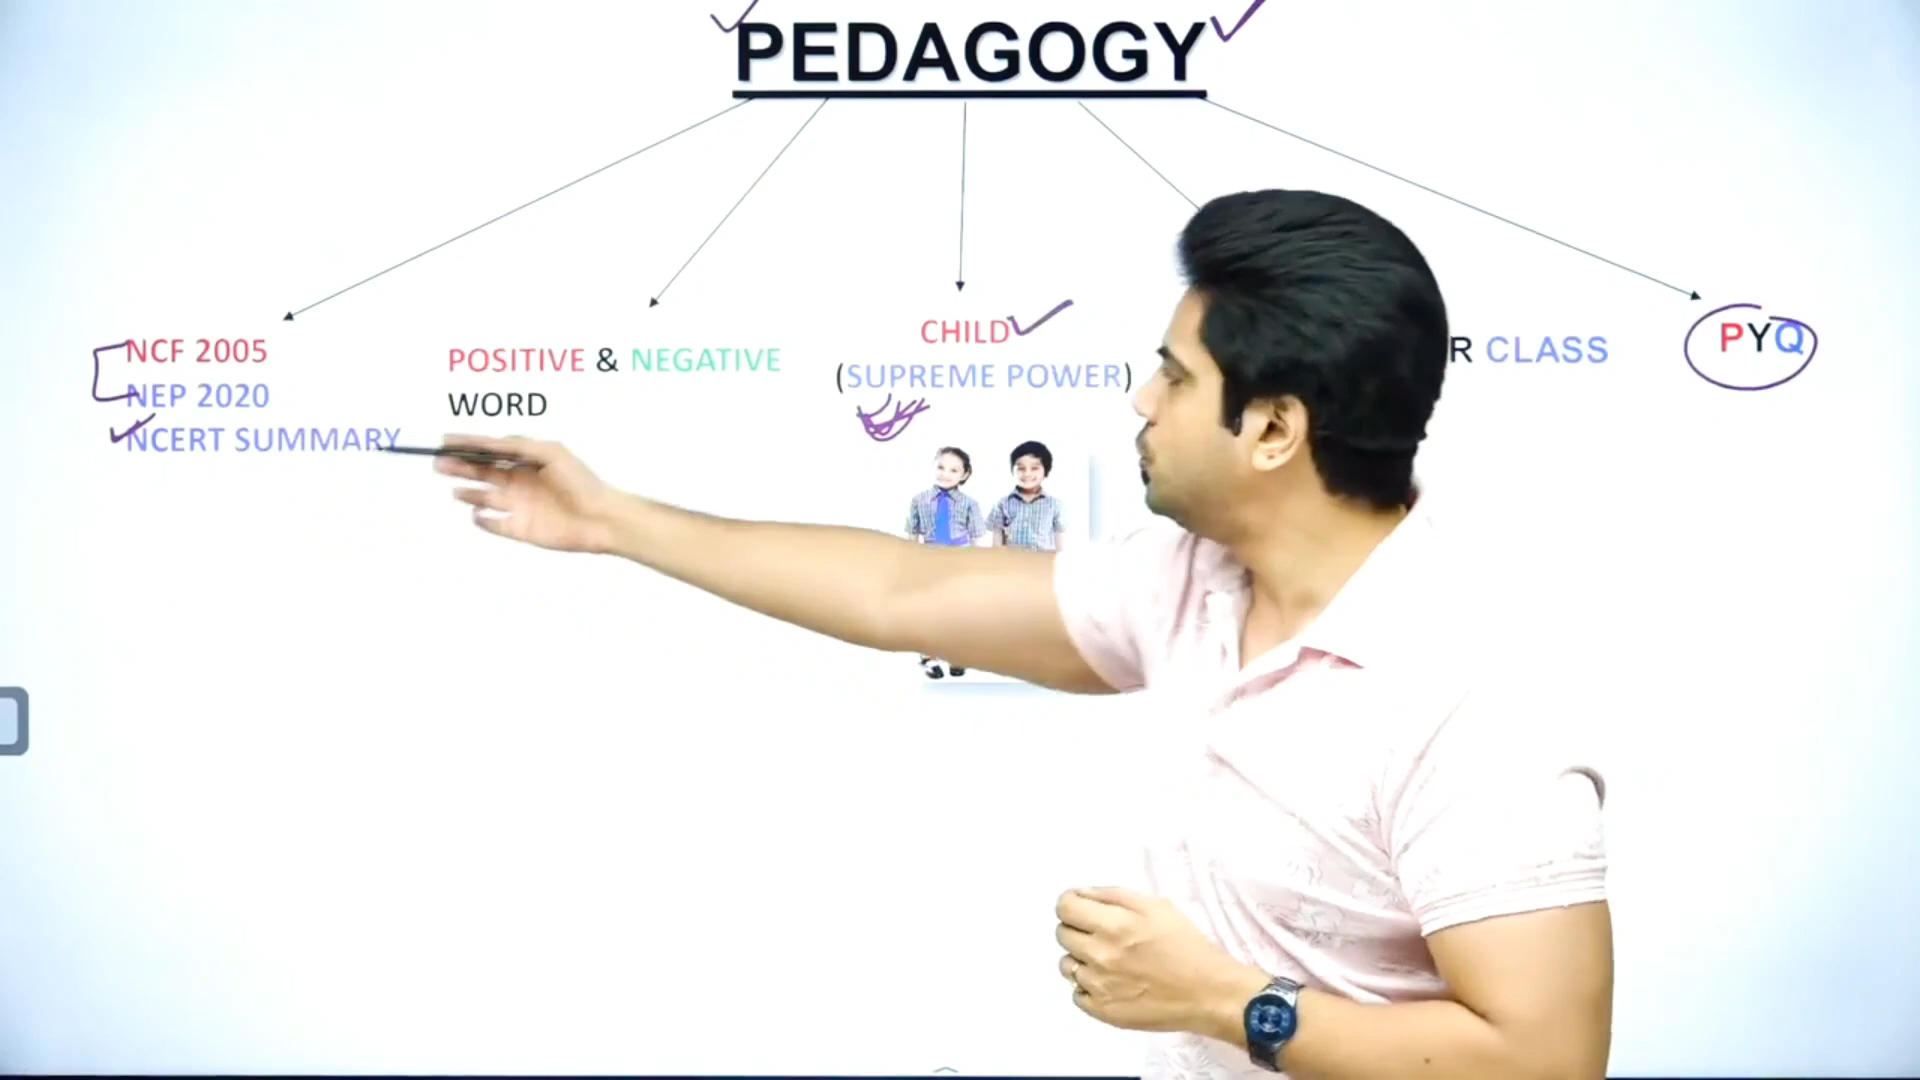 PEDAGOGY
NCF 2005
NEP 2020
NCERT SUMMARY
POSITIVE & NEGATIVE
WORD
CHILD
(SUPREME POWER)
R CLASS
PYQ